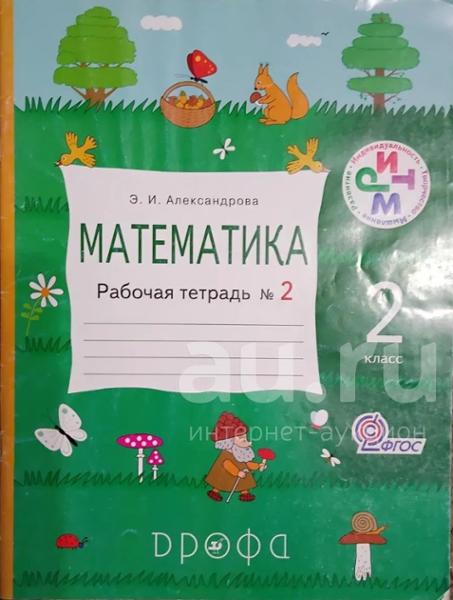 Э. И. Александрова
МАТЕМАТИКА
Рабочая тетрадь № 2
РИТМ
Развитие • Индивидуальность • Творчество • Мышление
2
класс
au.ru
интернет-аукцион
ФГОС
ДРОФА